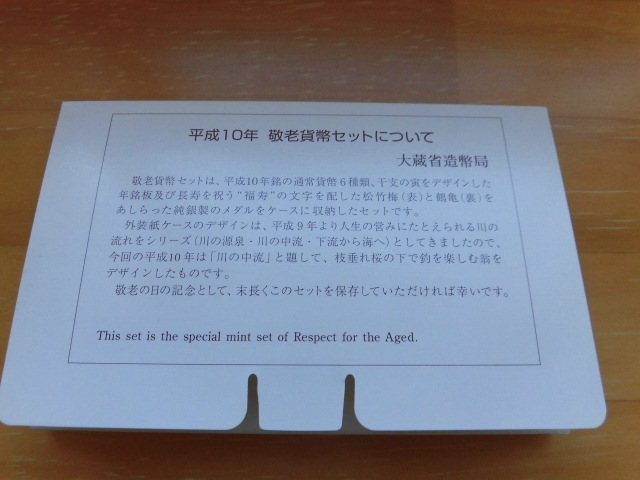 平成10年 敬老貨幣セットについて
大蔵省造幣局
敬老貨幣セットは、平成10年銘の通常貨幣6種類、干支の寅をデザインした
年銘板及び長寿を祝う"福寿"の文字を配した松竹梅(表)と鶴亀(裏)を
あしらった純銀製のメダルをケースに収納したセットです。
外装紙ケースのデザインは、平成9年より人生の営みにたとえられる川の
流れをシリーズ(川の源泉・川の中流・下流から海へ)としてきましたので、
今回の平成10年は「川の中流」と題して、枝垂れ桜の下で釣を楽しむ翁を
デザインしたものです。
敬老の日の記念として、末長くこのセットを保存していただければ幸いです。
This set is the special mint set of Respect for the Aged.